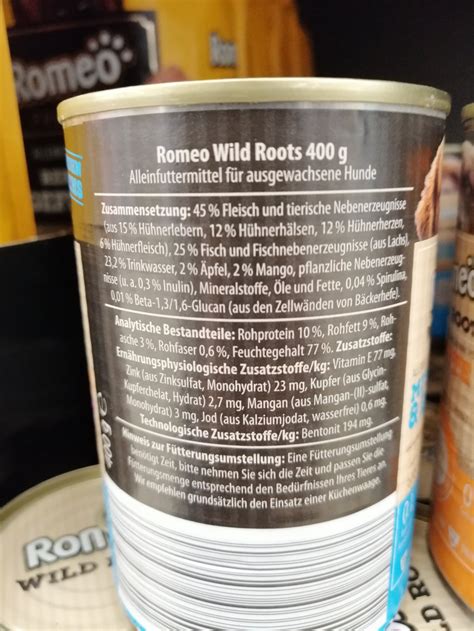 Romeo
Romeo Wild Roots 400 g
Alleinfuttermittel für ausgewachsene Hunde
Zusammensetzung: 45 % Fleisch und tierische Nebenerzeugnisse
(aus 15 % Hühnerlebern, 12 % Hühnerhälsen, 12 % Hühnerherzen,
6 % Hühnerfleisch), 25 % Fisch und Fischnebenerzeugnisse (aus Lachs),
23,2 % Trinkwasser, 2 % Äpfel, 2 % Mango, pflanzliche Nebenerzeug-
nisse (u. a. 0,3 % Inulin), Mineralstoffe, Öle und Fette, 0,04 % Spirulina,
0,01 % Beta-1,3/1,6-Glucan (aus den Zellwänden von Bäckerhefe).
Analytische Bestandteile: Rohprotein 10 %, Rohfett 9 %, Roh-
asche 3 %, Rohfaser 0,6 %, Feuchtegehalt 77 %. Zusatzstoffe:
Ernährungsphysiologische Zusatzstoffe/kg: Vitamin E 77 mg,
Zink (aus Zinksulfat, Monohydrat) 23 mg, Kupfer (aus Glycin-
Kupferchelat, Hydrat) 2,7 mg, Mangan (aus Mangan-(II)-sulfat,
Monohydrat) 3 mg, Jod (aus Kalziumjodat, wasserfrei) 0,6 mg.
Technologische Zusatzstoffe/kg: Bentonit 194 mg.
Hinweis zur Fütterungsumstellung: Eine Fütterungsumstellung
benötigt Zeit, bitte nehmen Sie sich die Zeit und passen Sie die
Fütterungsmenge entsprechend den Bedürfnissen Ihres Tieres an.
Wir empfehlen grundsätzlich den Einsatz einer Küchenwaage.
400 g e
Rom
WILD R